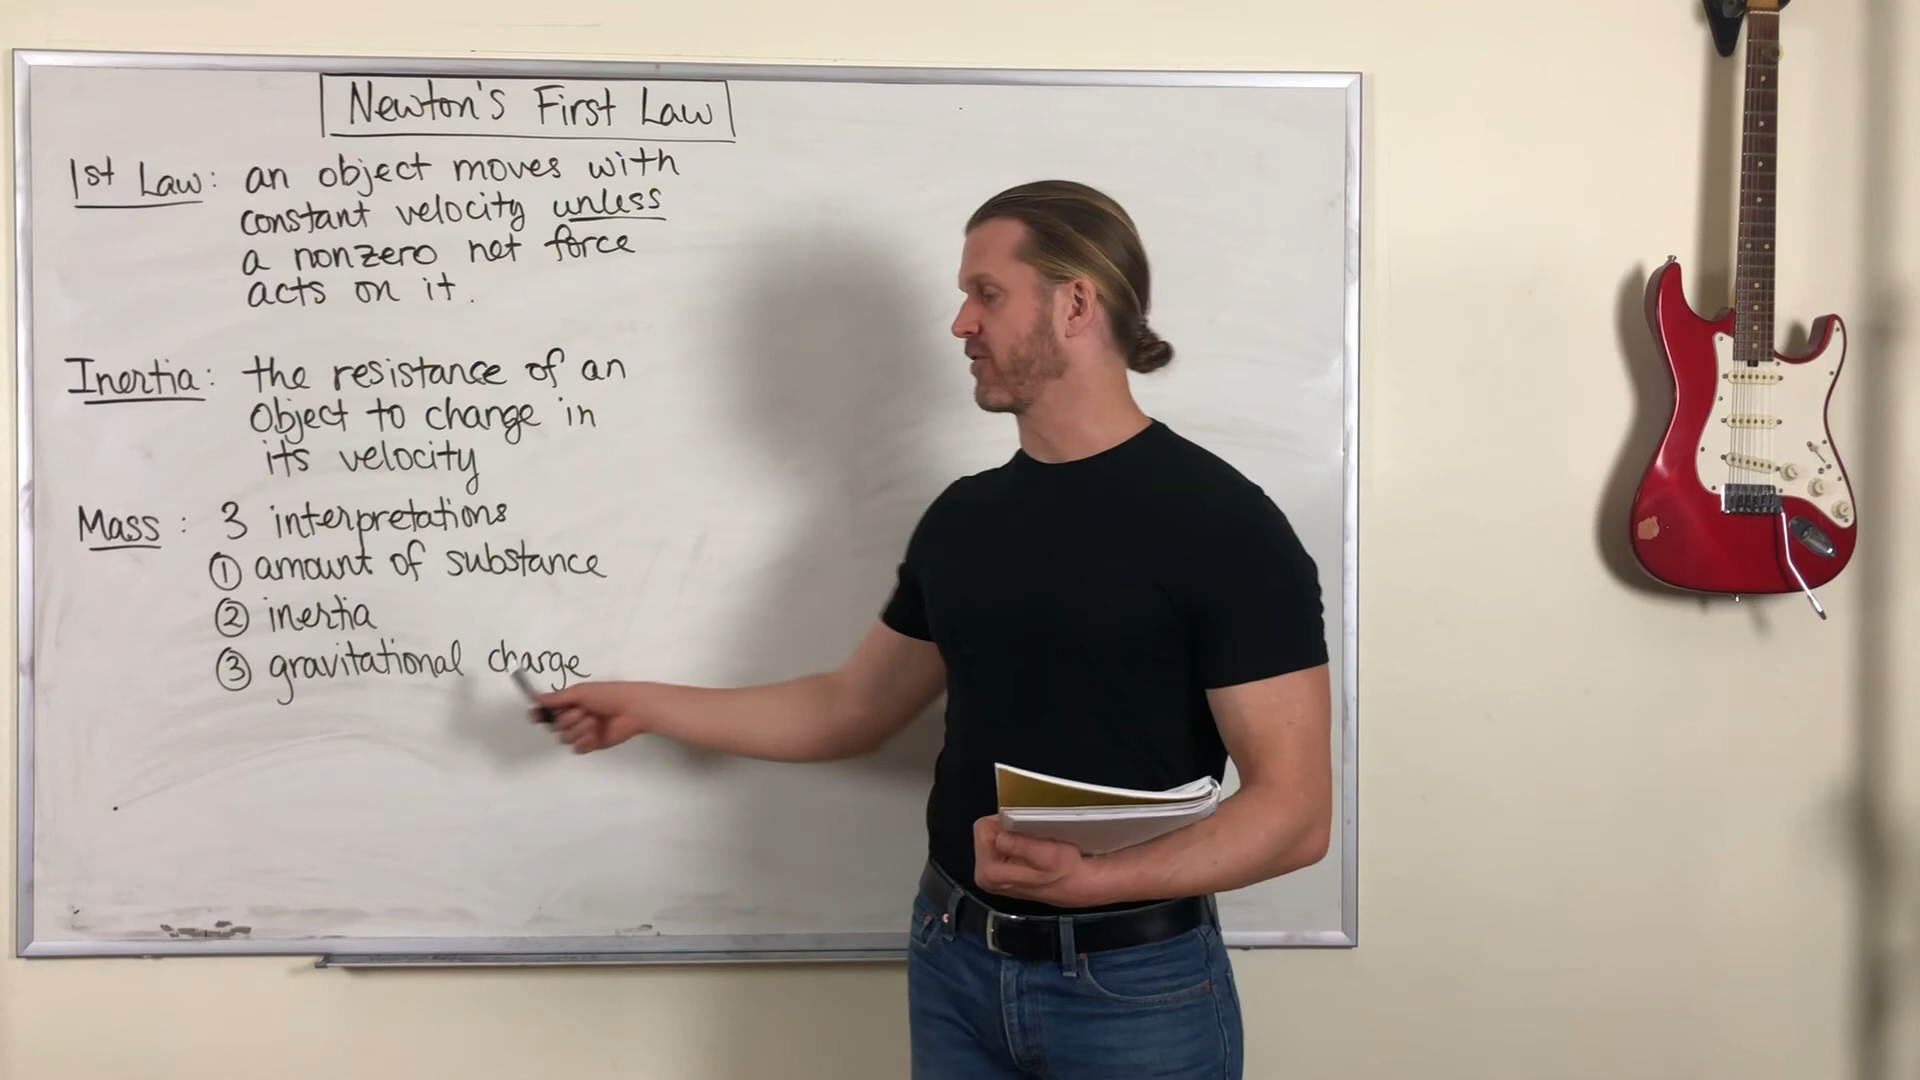 Newton's First Law
1st Law: an object moves with
constant velocity unless
a nonzero net force
acts on it.
Inertia: the resistance of an
object to change in
its velocity
Mass: 3 interpretations
① amount of substance
② inertia
③ gravitational charge